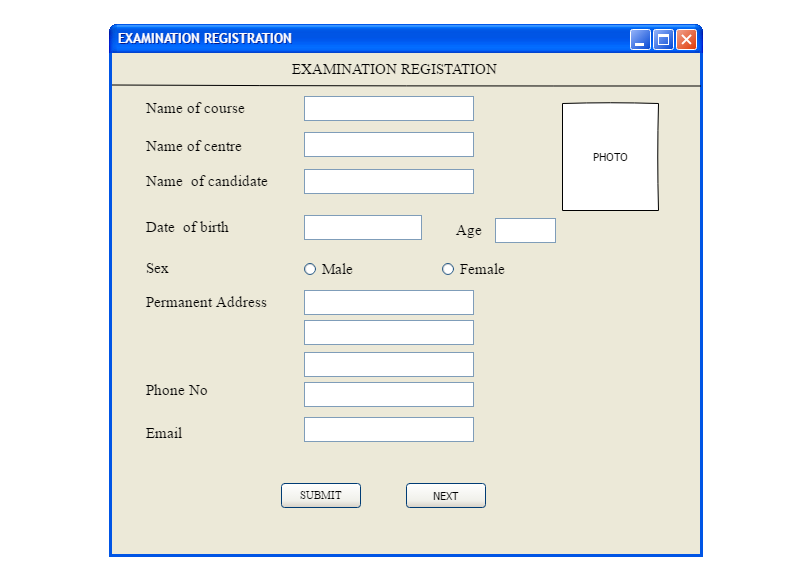 EXAMINATION REGISTRATION
EXAMINATION REGISTATION
Name of course
PHOTO
Name of centre
Name of candidate
Date of birth
Age
Sex
Male
Female
Permanent Address
Phone No
Email
SUBMIT
NEXT